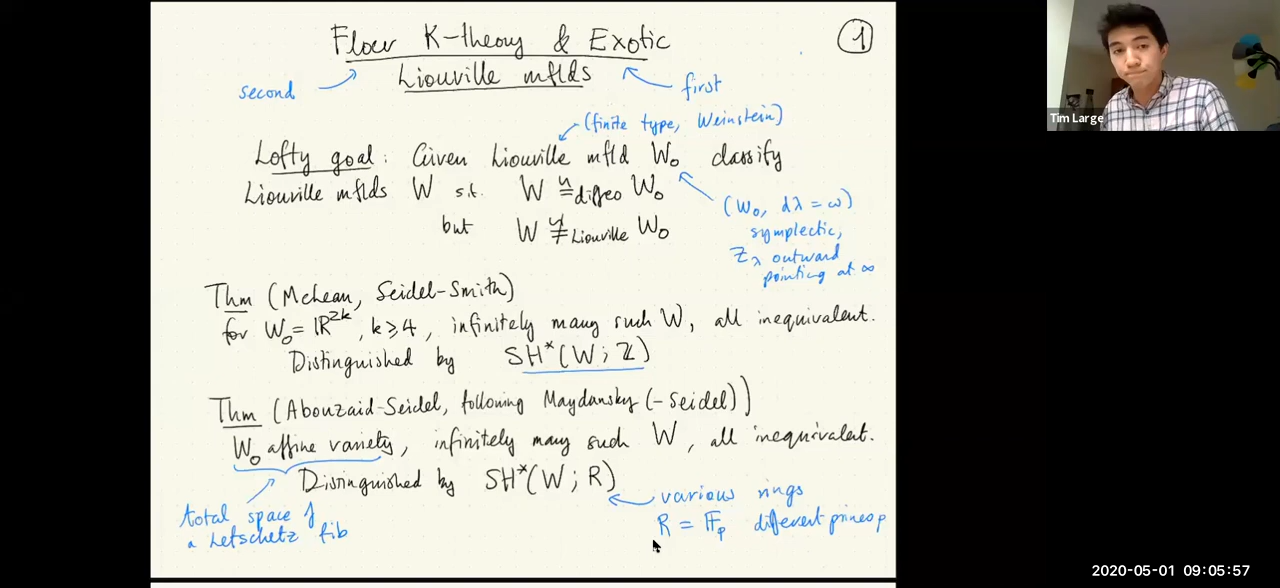 Floer K-theory & Exotic
Liouville mflds
1
second
first
(finite type, Weinstein)
Lofty goal: Given Liouville mfld W₀ classify
Liouville mflds W s.t. W ≅diffeo W₀
but W ≇Liouville W₀
(W₀, dλ = ω)
symplectic,
Z_λ outward
pointing at ∞
Thm (McLean, Seidel-Smith)
for W₀ = ℝ²ᵏ, k ≥ 4, infinitely many such W, all inequivalent.
Distinguished by SH*(W; ℤ)
Thm (Abouzaid-Seidel, following Maydansky (-Seidel))
W₀ affine variety, infinitely many such W, all inequivalent.
Distinguished by SH*(W; R)
total space of
a Lefschetz fib
various rings
R = 𝔽ₚ different primes p
Tim Large
2020-05-01 09:05:57